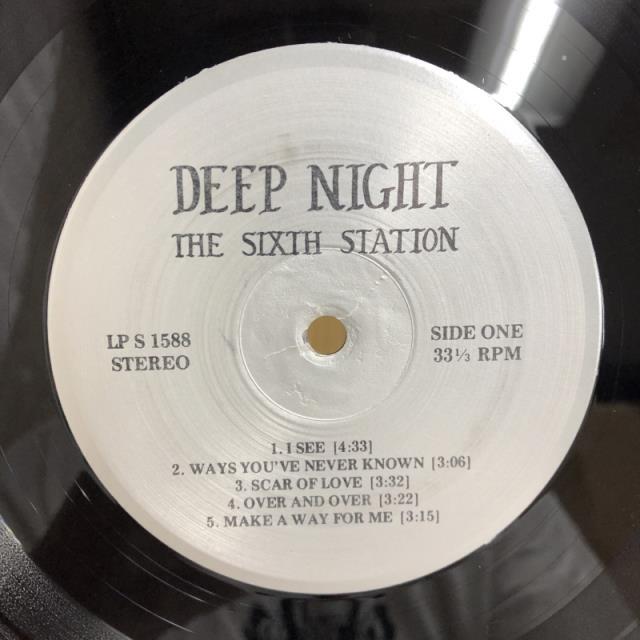 DEEP NIGHT
THE SIXTH STATION
LP S 1588
STEREO
SIDE ONE
33⅓ RPM
1. I SEE [4:33]
2. WAYS YOU'VE NEVER KNOWN [3:06]
3. SCAR OF LOVE [3:32]
4. OVER AND OVER [3:22]
5. MAKE A WAY FOR ME [3:15]